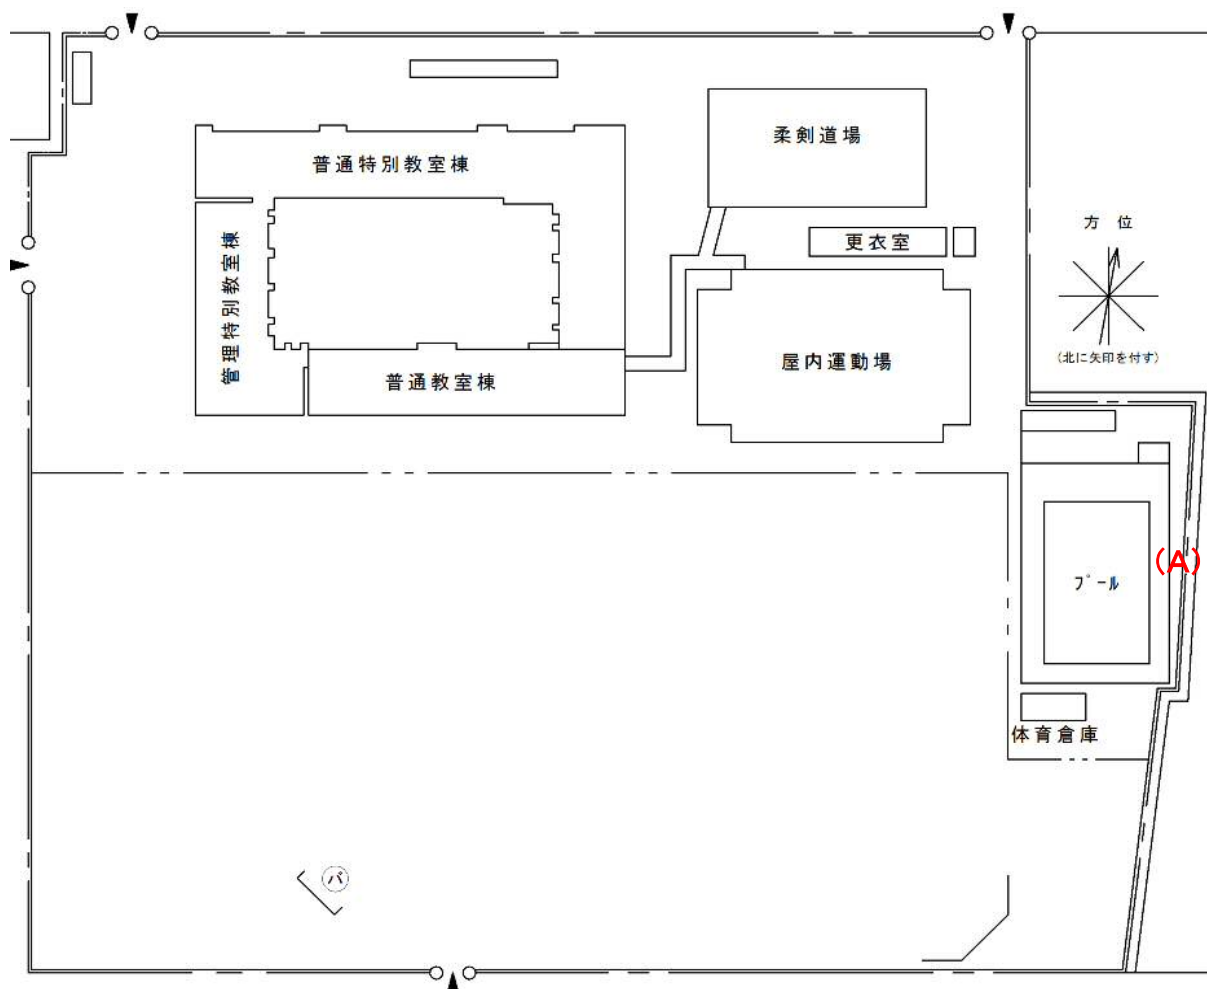 柔剣道場
普通特別教室棟
方 位
管理特別教室棟
更衣室
(北に矢印を付す)
屋内運動場
普通教室棟
(A)
プール
体育倉庫
バ